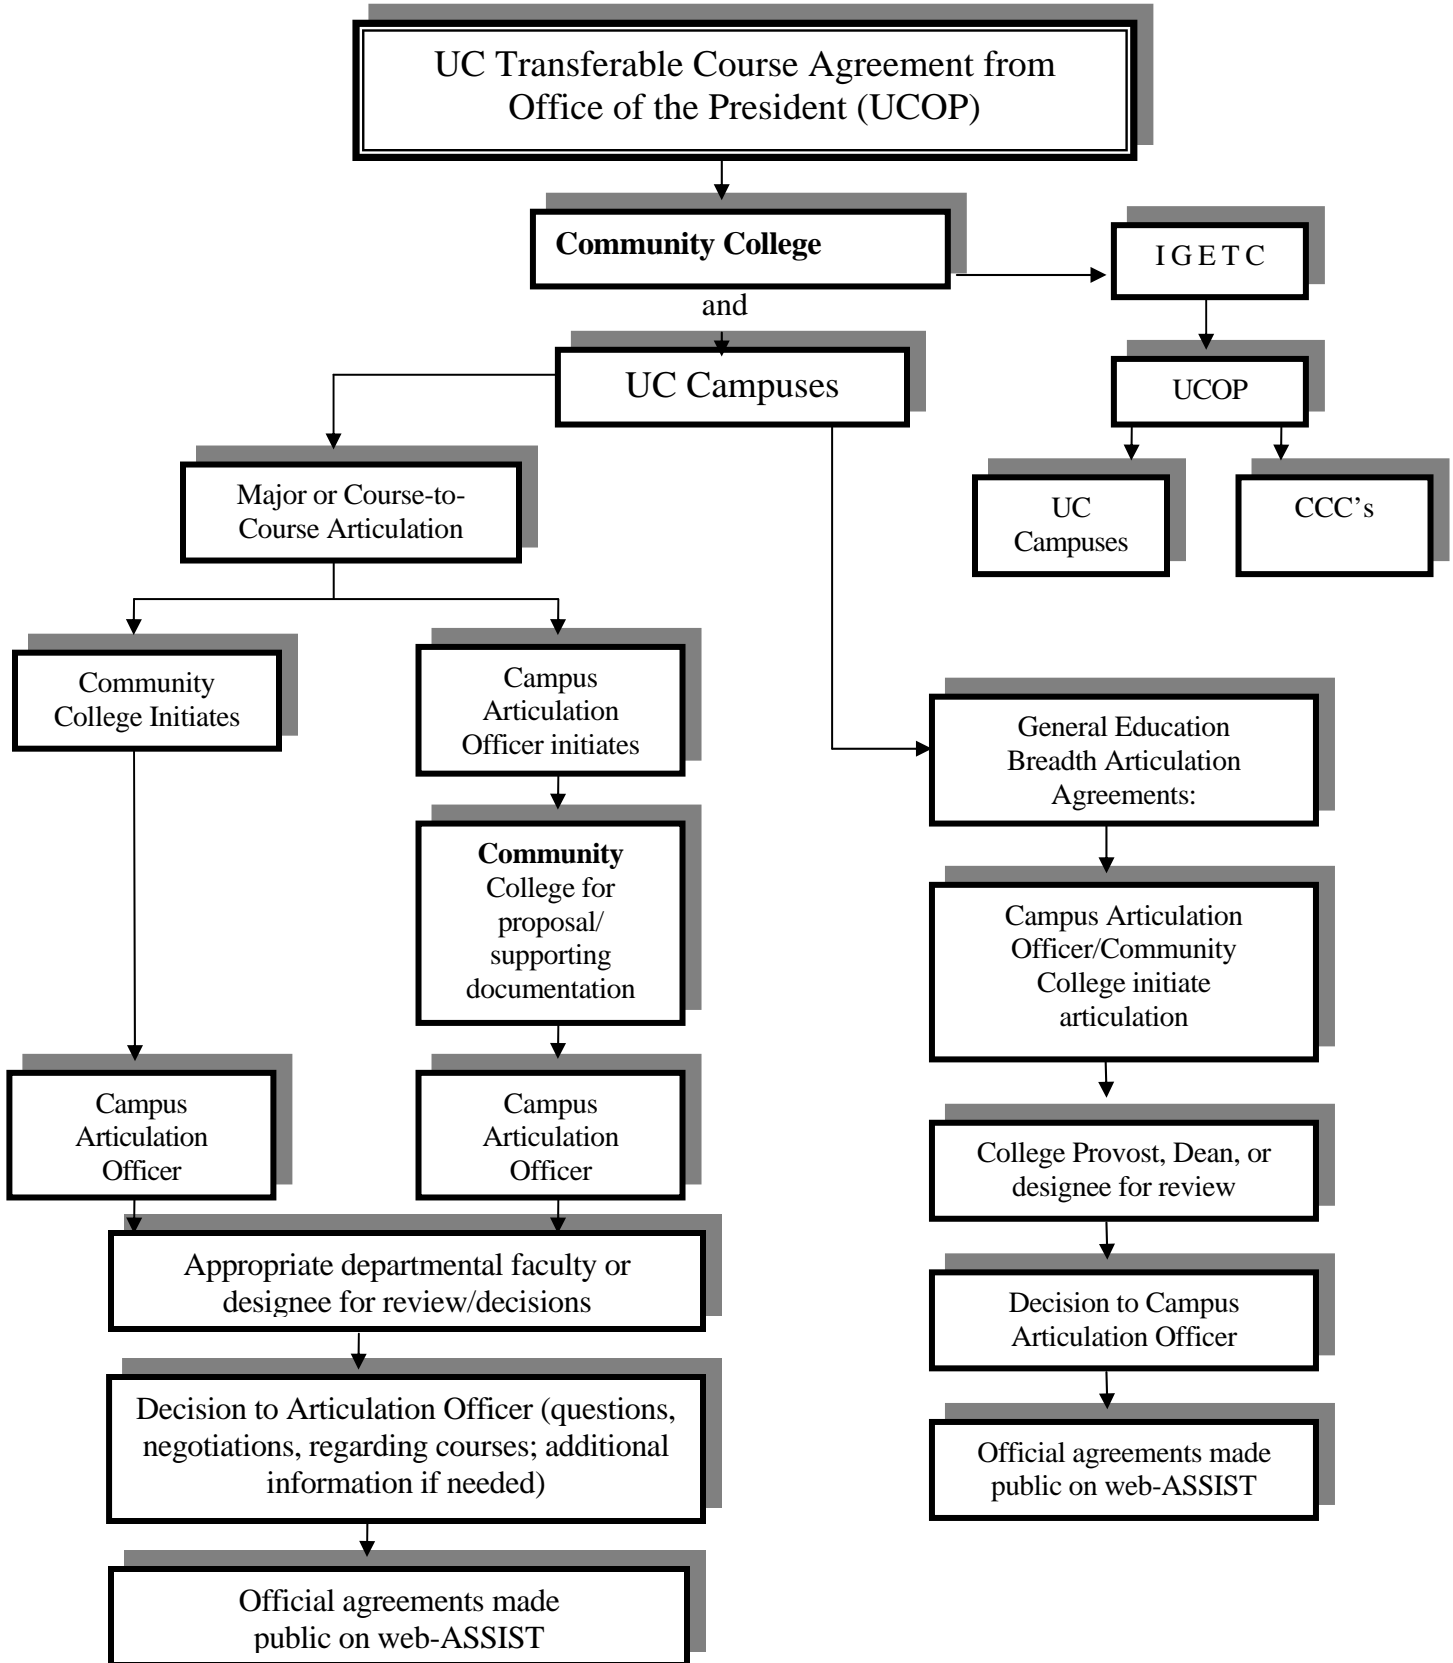 UC Transferable Course Agreement from
Office of the President (UCOP)
Community College
and
UC Campuses
I G E T C
UCOP
UC
Campuses
CCC's
Major or Course-to-
Course Articulation
Community
College Initiates
Campus
Articulation
Officer initiates
Community
College for
proposal/
supporting
documentation
Campus
Articulation
Officer
Campus
Articulation
Officer
Appropriate departmental faculty or
designee for review/decisions
Decision to Articulation Officer (questions,
negotiations, regarding courses; additional
information if needed)
Official agreements made
public on web-ASSIST
General Education
Breadth Articulation
Agreements:
Campus Articulation
Officer/Community
College initiate
articulation
College Provost, Dean, or
designee for review
Decision to Campus
Articulation Officer
Official agreements made
public on web-ASSIST